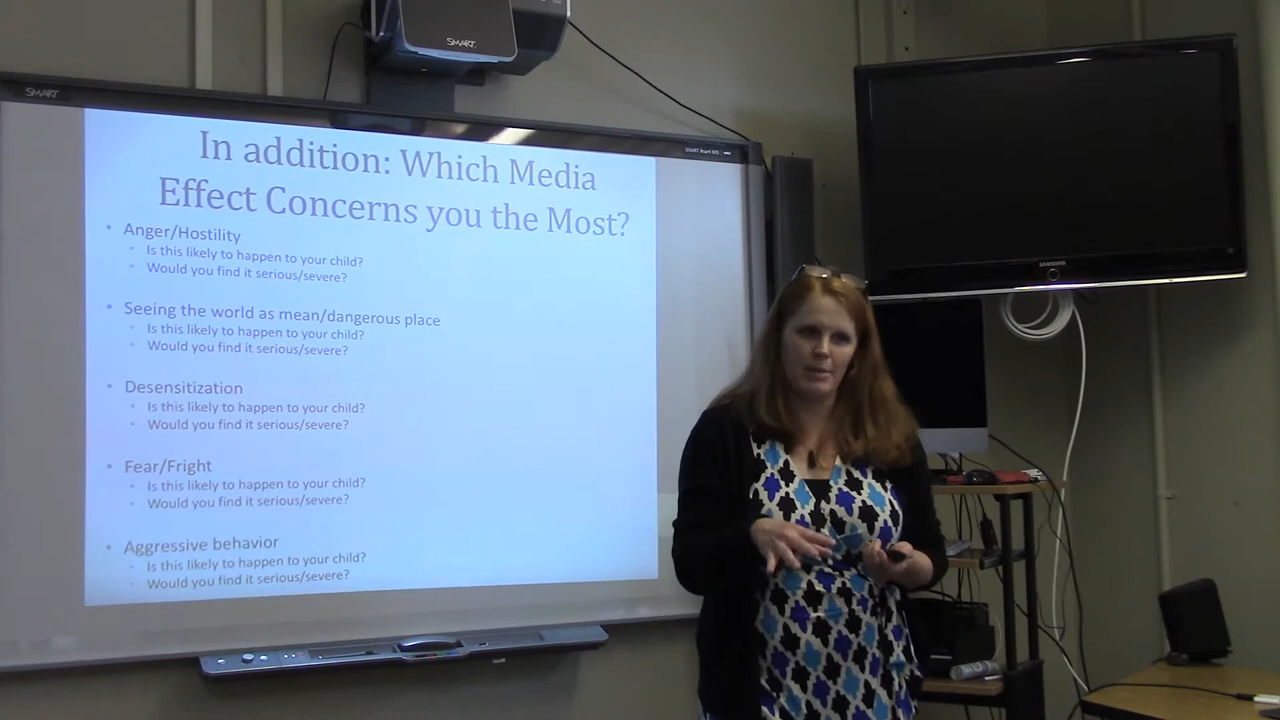 SMART
SMART
SMART Board
In addition: Which Media
Effect Concerns you the Most?
• Anger/Hostility
• Is this likely to happen to your child?
• Would you find it serious/severe?
• Seeing the world as mean/dangerous place
• Is this likely to happen to your child?
• Would you find it serious/severe?
• Desensitization
• Is this likely to happen to your child?
• Would you find it serious/severe?
• Fear/Fright
• Is this likely to happen to your child?
• Would you find it serious/severe?
• Aggressive behavior
• Is this likely to happen to your child?
• Would you find it serious/severe?
SAMSUNG